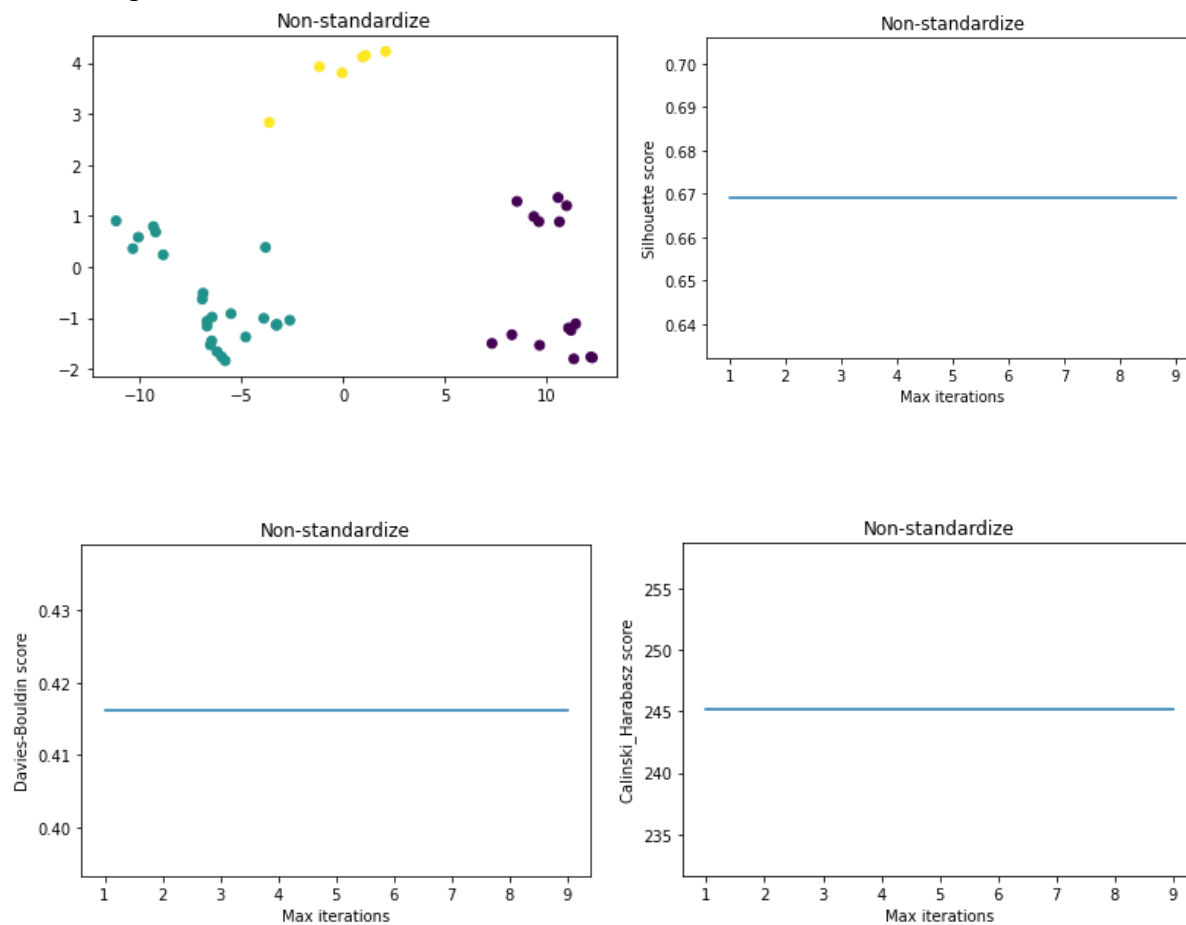 Non-standardize
4
3
2
1
0
−1
−2
−10
−5
0
5
10
Non-standardize
Silhouette score
0.70
0.69
0.68
0.67
0.66
0.65
0.64
1 2 3 4 5 6 7 8 9
Max iterations
Non-standardize
Davies-Bouldin score
0.43
0.42
0.41
0.40
1 2 3 4 5 6 7 8 9
Max iterations
Non-standardize
Calinski_Harabasz score
255
250
245
240
235
1 2 3 4 5 6 7 8 9
Max iterations